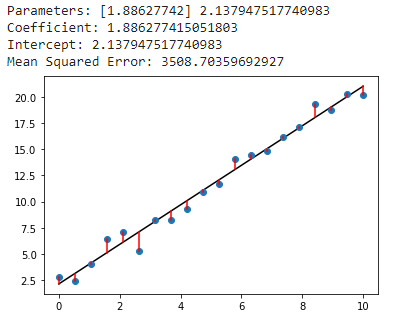 Parameters: [1.88627742] 2.137947517740983
Coefficient: 1.886277415051803
Intercept: 2.137947517740983
Mean Squared Error: 3508.70359692927
20.0
17.5
15.0
12.5
10.0
7.5
5.0
2.5
0 2 4 6 8 10